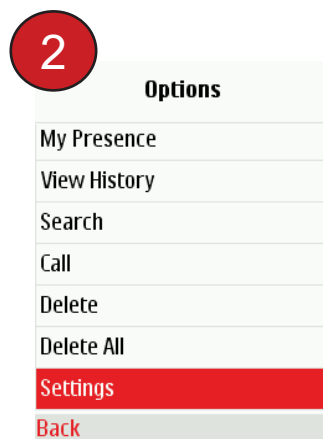 2
Options
My Presence
View History
Search
Call
Delete
Delete All
Settings
Back